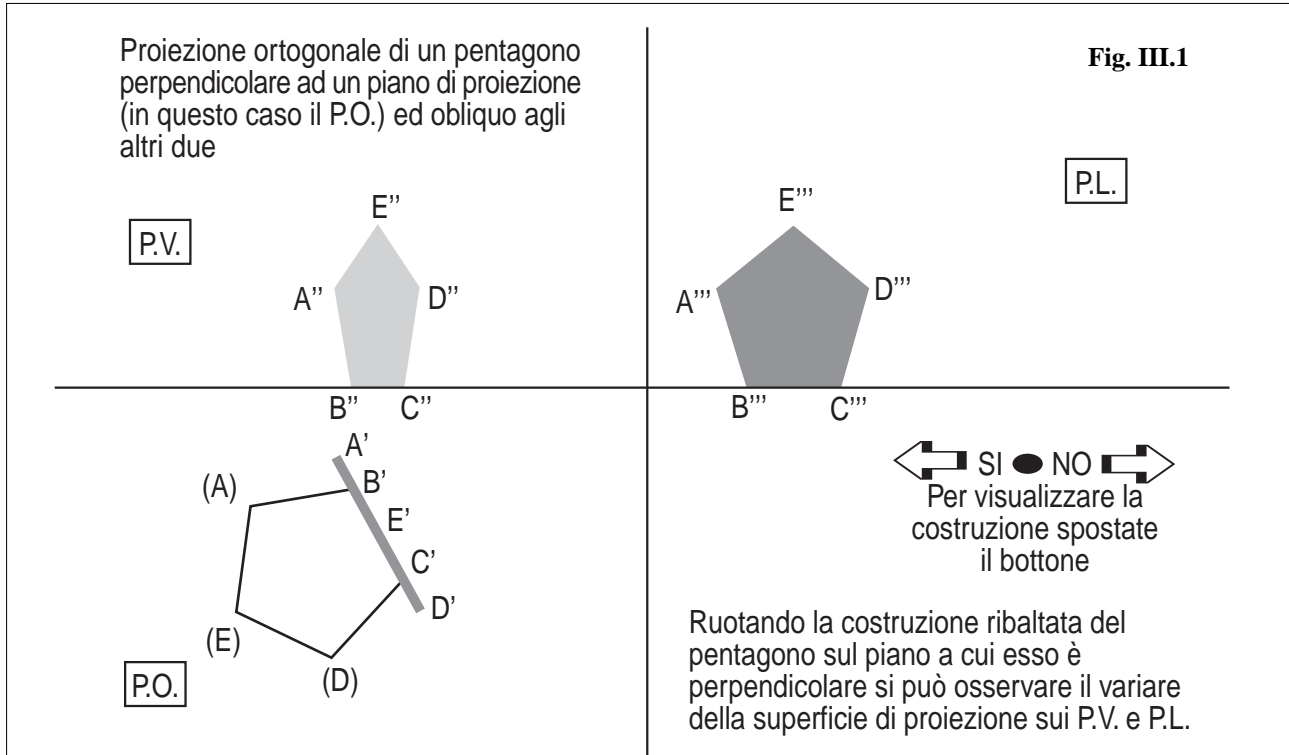 Proiezione ortogonale di un pentagono
perpendicolare ad un piano di proiezione
(in questo caso il P.O.) ed obliquo agli
altri due
Fig. III.1
P.V.
P.L.
E''
A''
D''
B''
C''
E'''
A'''
D'''
B'''
C'''
A'
B'
E'
C'
D'
(A)
(E)
(D)
P.O.
SI NO
Per visualizzare la
costruzione spostate
il bottone
Ruotando la costruzione ribaltata del
pentagono sul piano a cui esso è
perpendicolare si può osservare il variare
della superficie di proiezione sui P.V. e P.L.